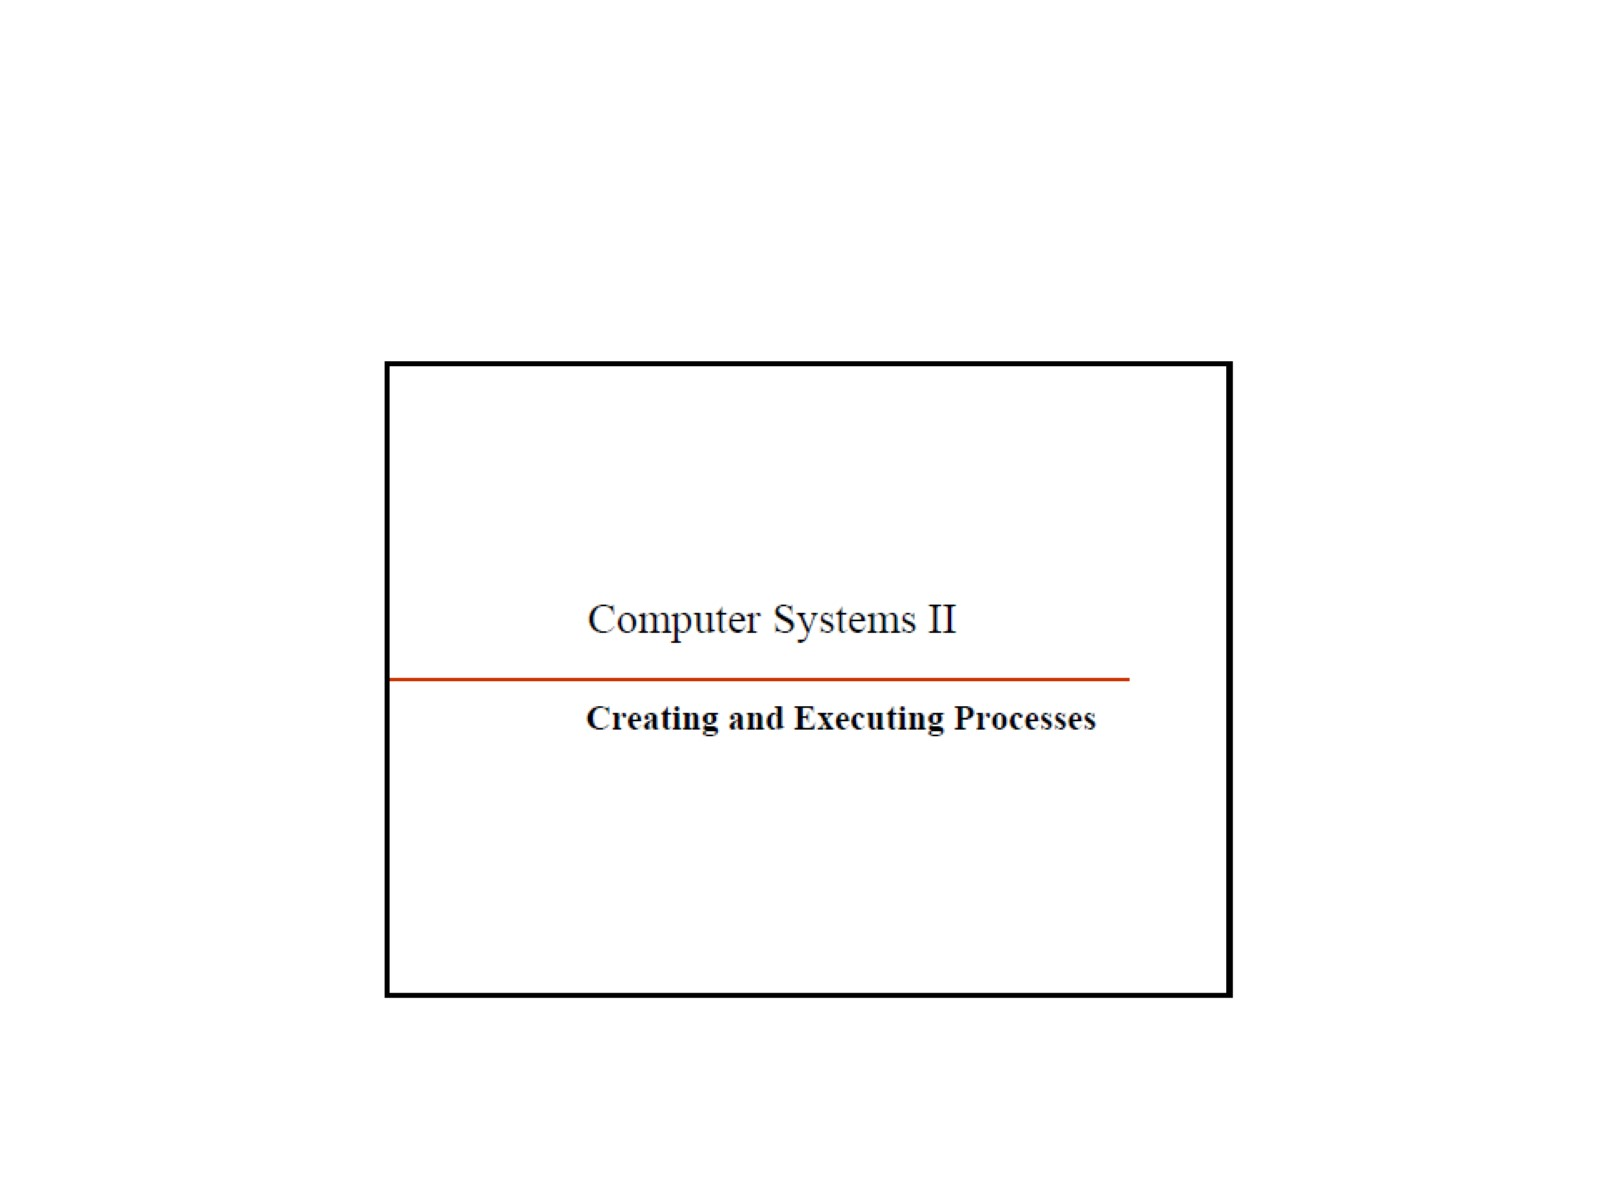 Computer Systems II
Creating and Executing Processes